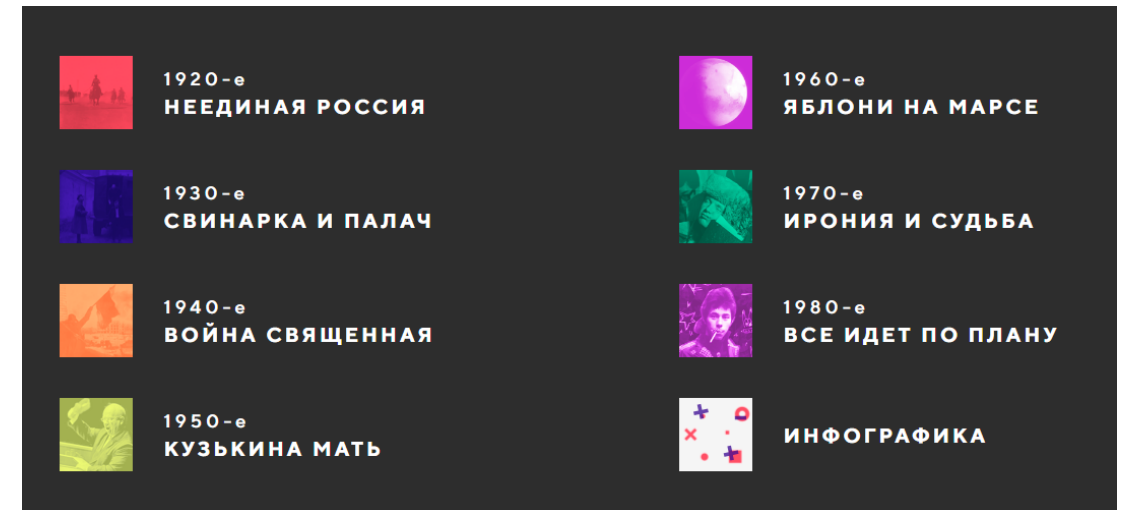 1920-е
НЕЕДИНАЯ РОССИЯ
1930-е
СВИНАРКА И ПАЛАЧ
1940-е
ВОЙНА СВЯЩЕННАЯ
1950-е
КУЗЬКИНА МАТЬ
1960-е
ЯБЛОНИ НА МАРСЕ
1970-е
ИРОНИЯ И СУДЬБА
1980-е
ВСЕ ИДЕТ ПО ПЛАНУ
ИНФОГРАФИКА